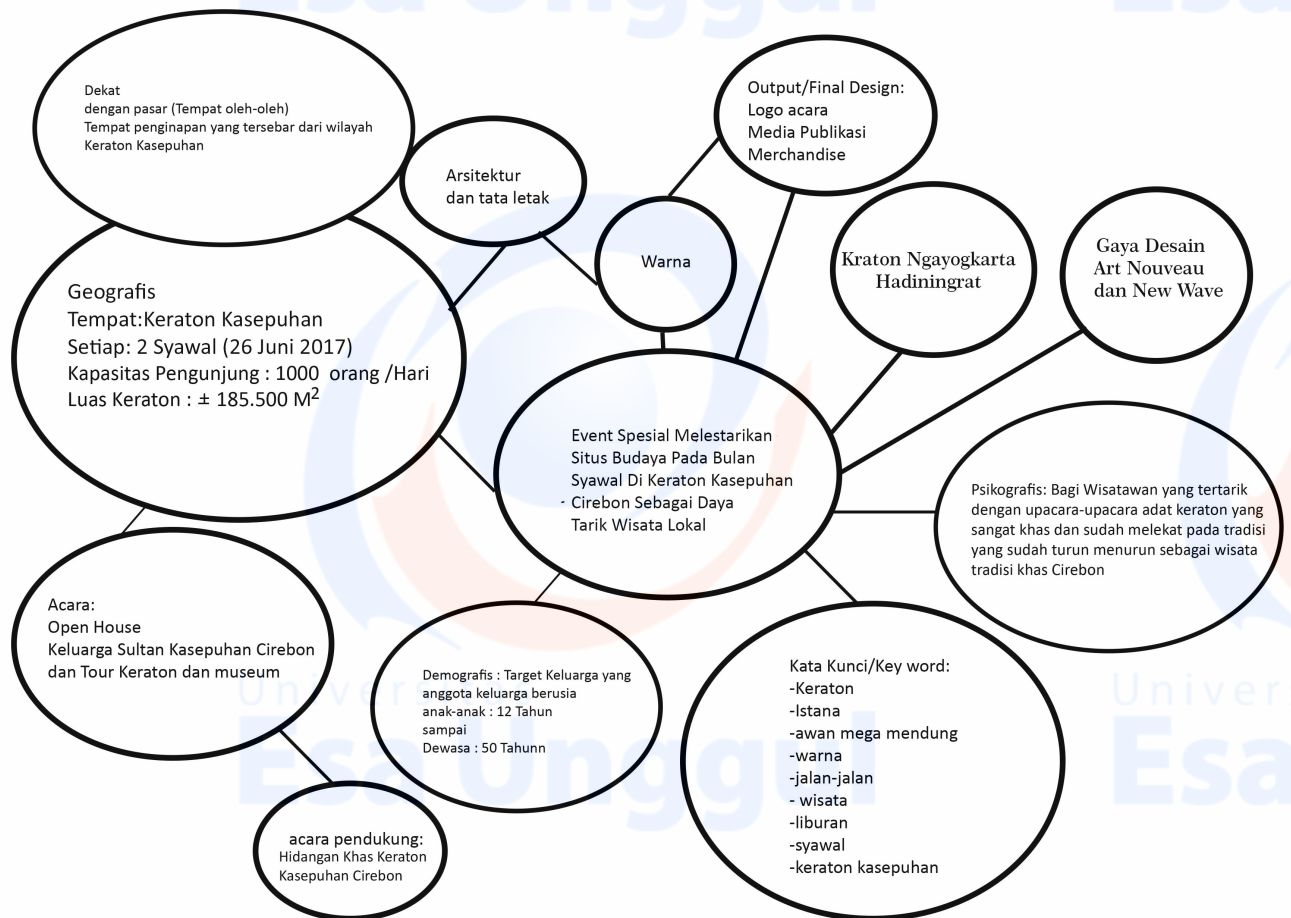 Esa Unggul
Esa
Dekat
dengan pasar (Tempat oleh-oleh)
Tempat penginapan yang tersebar dari wilayah
Keraton Kasepuhan
Arsitektur
dan tata letak
Output/Final Design:
Logo acara
Media Publikasi
Merchandise
Warna
Kraton Ngayogkarta
Hadiningrat
Gaya Desain
Art Nouveau
dan New Wave
Geografis
Tempat:Keraton Kasepuhan
Setiap: 2 Syawal (26 Juni 2017)
Kapasitas Pengunjung : 1000 orang /Hari
Luas Keraton : ± 185.500 M²
Event Spesial Melestarikan
Situs Budaya Pada Bulan
Syawal Di Keraton Kasepuhan
- Cirebon Sebagai Daya
Tarik Wisata Lokal
Psikografis: Bagi Wisatawan yang tertarik
dengan upacara-upacara adat keraton yang
sangat khas dan sudah melekat pada tradisi
yang sudah turun menurun sebagai wisata
tradisi khas Cirebon
Acara:
Open House
Keluarga Sultan Kasepuhan Cirebon
dan Tour Keraton dan museum
Demografis : Target Keluarga yang
anggota keluarga berusia
anak-anak : 12 Tahun
sampai
Dewasa : 50 Tahunn
Kata Kunci/Key word:
-Keraton
-Istana
-awan mega mendung
-warna
-jalan-jalan
- wisata
-liburan
-syawal
-keraton kasepuhan
acara pendukung:
Hidangan Khas Keraton
Kasepuhan Cirebon
Univers
Esa Unggul
Univer
Esa